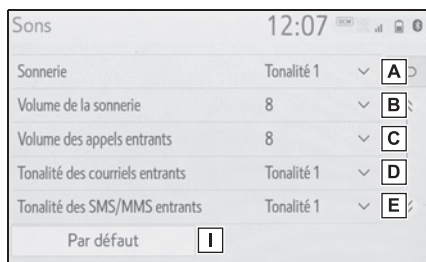 Sons 12:07 DCM
Sonnerie Tonalité 1 A
Volume de la sonnerie 8 B
Volume des appels entrants 8 C
Tonalité des courriels entrants Tonalité 1 D
Tonalité des SMS/MMS entrants Tonalité 1 E
Par défaut I